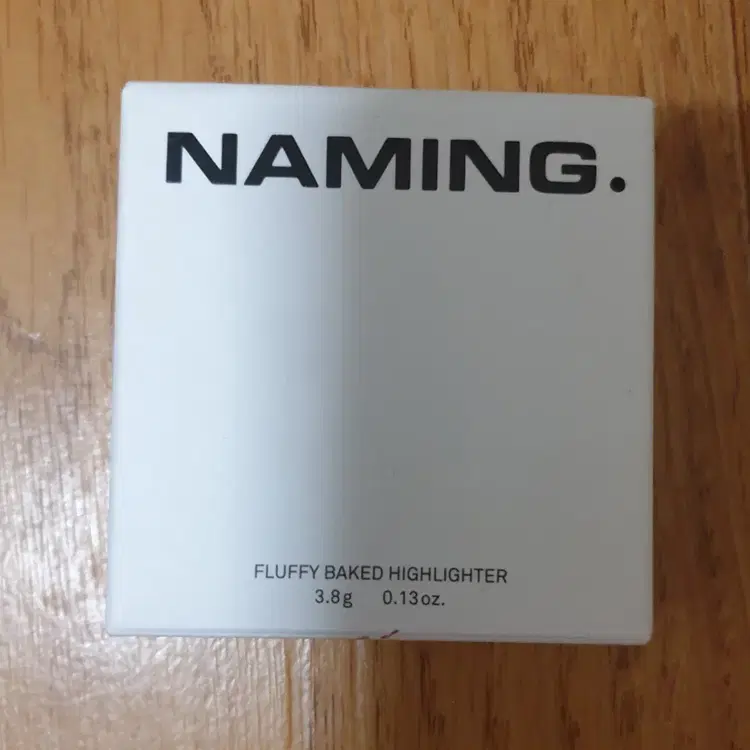 NAMING.
FLUFFY BAKED HIGHLIGHTER
3.8g 0.13oz.